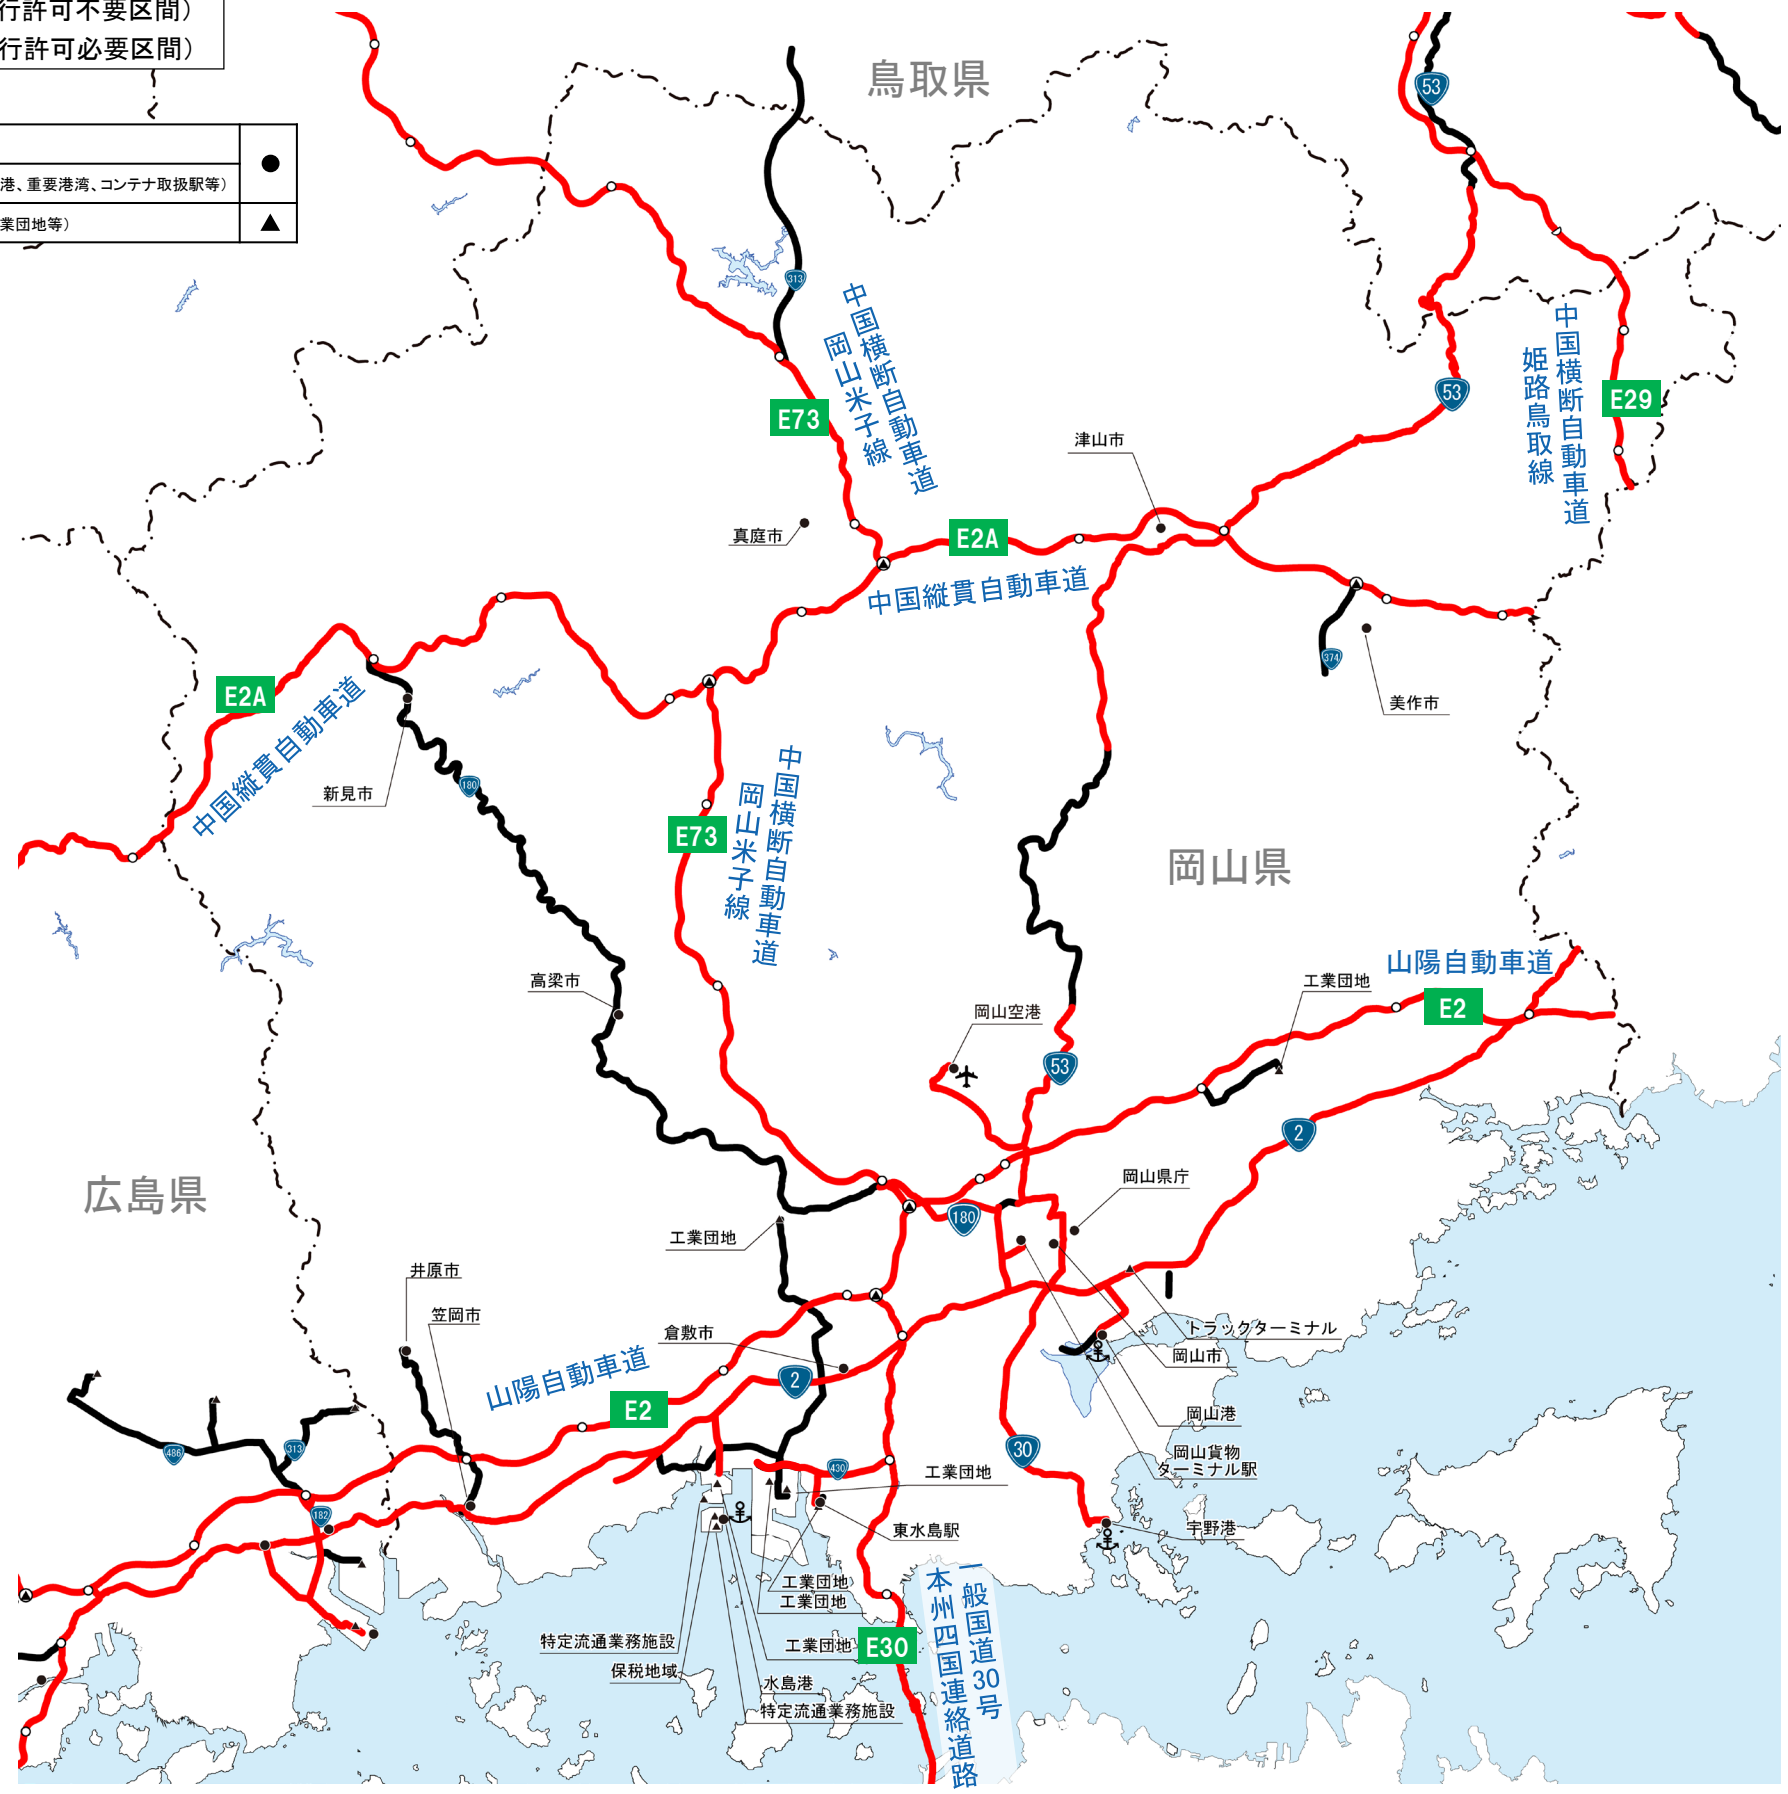 行許可不要区間）
行許可必要区間）
港、重要港湾、コンテナ取扱駅等）
業団地等）
鳥取県
53
313
中国横断自動車道
岡山米子線
E73
中国横断自動車道
姫路鳥取線
E29
53
津山市
真庭市
E2A
中国縦貫自動車道
374
美作市
E2A
中国縦貫自動車道
新見市
180
中国横断自動車道
岡山米子線
E73
岡山県
高梁市
山陽自動車道
E2
工業団地
岡山空港
53
2
広島県
岡山県庁
180
工業団地
井原市
笠岡市
倉敷市
トラックターミナル
岡山市
山陽自動車道
E2
2
岡山港
30
岡山貨物
ターミナル駅
486
313
430
工業団地
182
東水島駅
宇野港
工業団地
工業団地
特定流通業務施設
工業団地
E30
保税地域
水島港
特定流通業務施設
一般国道30号
本州四国連絡道路